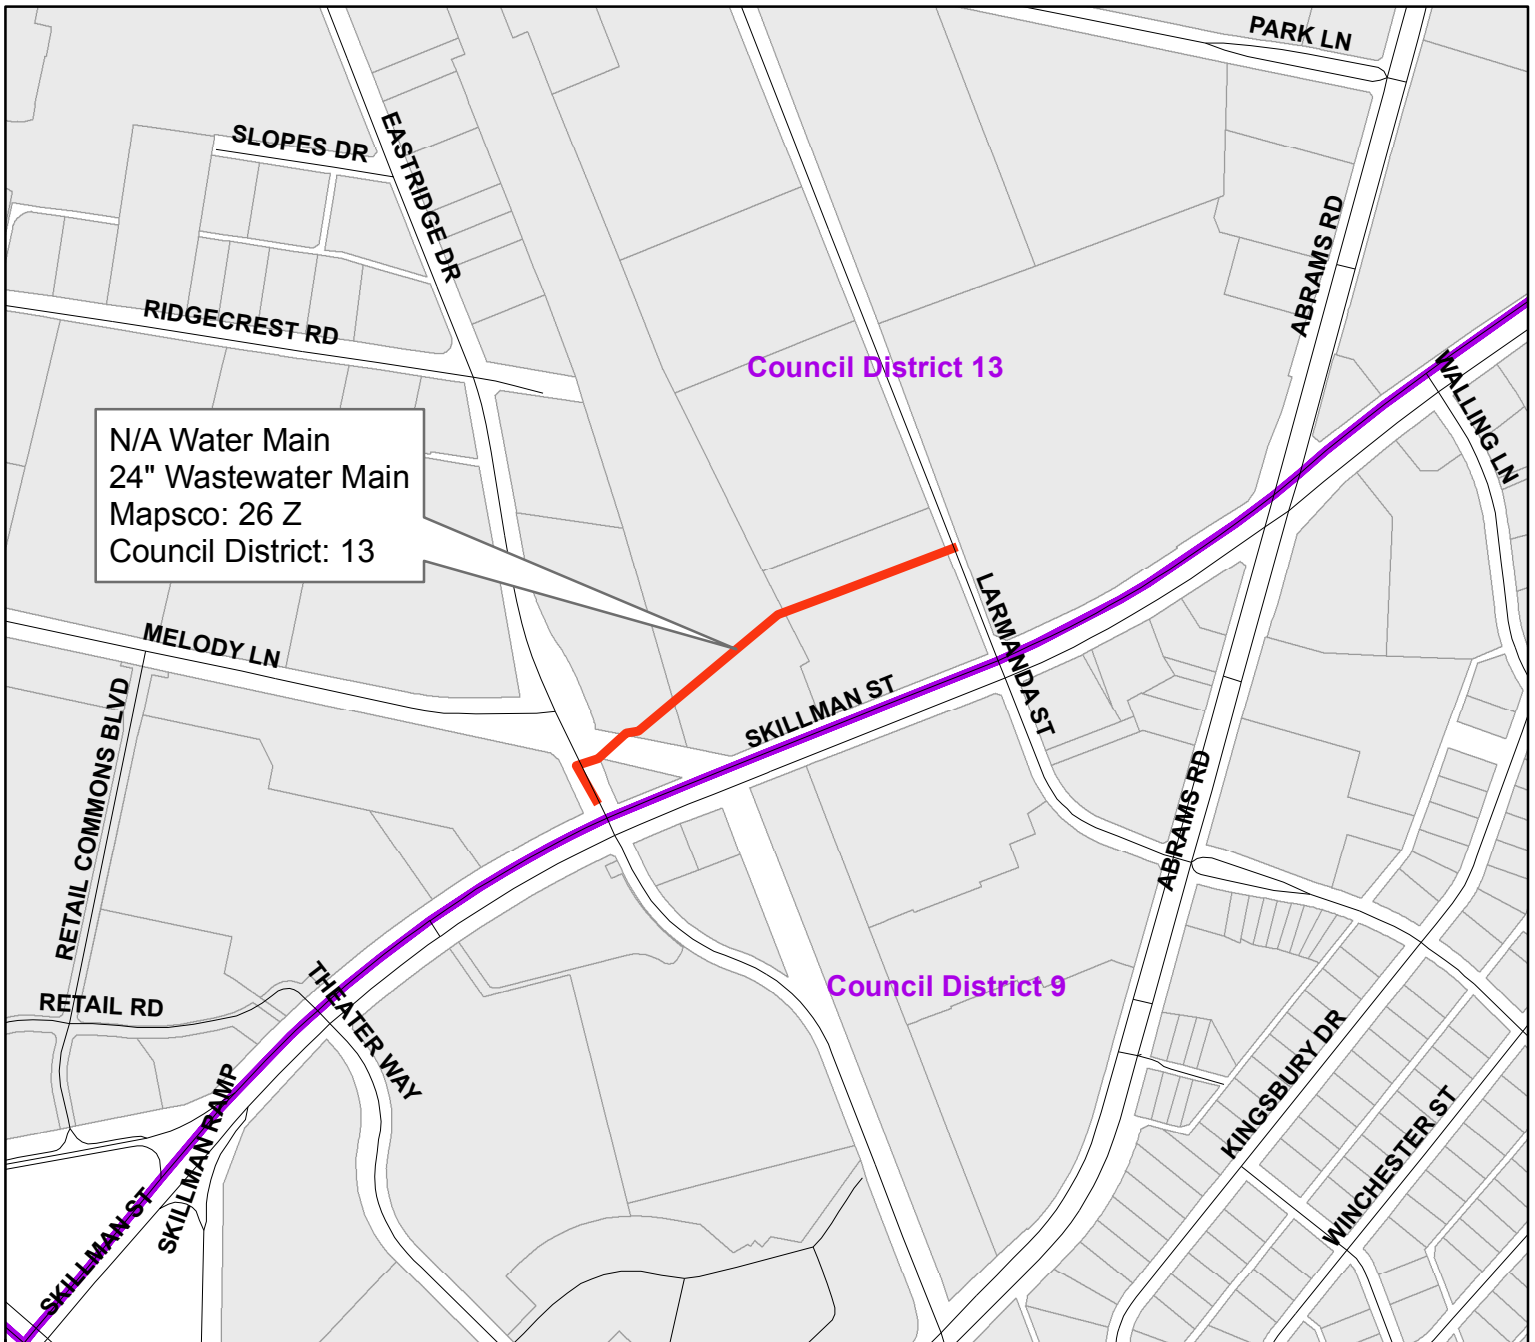 PARK LN
SLOPES DR
EASTRIDGE DR
ABRAMS RD
RIDGECREST RD
Council District 13
WALLING LN
N/A Water Main
24" Wastewater Main
Mapsco: 26 Z
Council District: 13
LARMANDA ST
MELODY LN
SKILLMAN ST
RETAIL COMMONS BLVD
ABRAMS RD
Council District 9
RETAIL RD
THEATER WAY
KINGSBURY DR
SKILLMAN RAMP
WINCHESTER ST
SKILLMAN ST